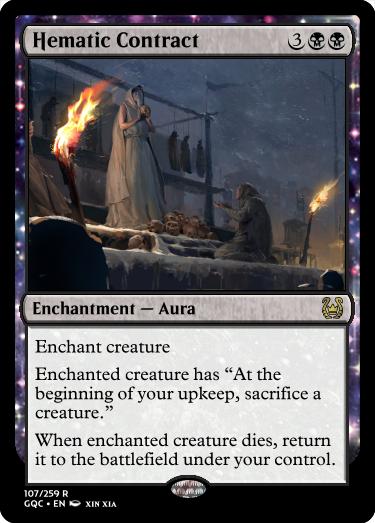 Hematic Contract 3
Enchantment — Aura
Enchant creature
Enchanted creature has “At the
beginning of your upkeep, sacrifice a
creature.”
When enchanted creature dies, return
it to the battlefield under your control.
107/259 R
GQC • EN XIN XIA